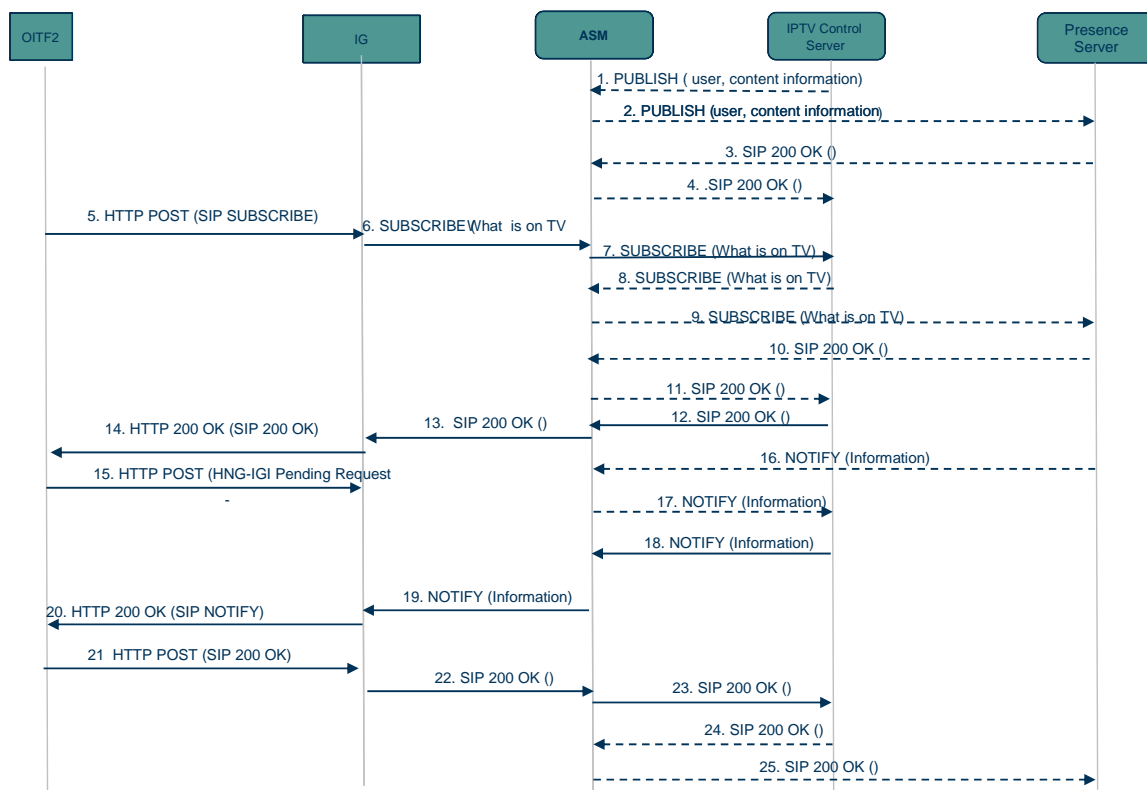 OITF2
IG
ASM
IPTV Control
Server
Presence
Server
1. PUBLISH ( user, content information)
2. PUBLISH (user, content information)
3. SIP 200 OK ()
4. .SIP 200 OK ()
5. HTTP POST (SIP SUBSCRIBE)
6. SUBSCRIBE(What is on TV
7. SUBSCRIBE (What is on TV)
8. SUBSCRIBE (What is on TV)
9. SUBSCRIBE (What is on TV)
10. SIP 200 OK ()
11. SIP 200 OK ()
12. SIP 200 OK ()
13. SIP 200 OK ()
14. HTTP 200 OK (SIP 200 OK)
15. HTTP POST (HNG-IGI Pending Request
-
16. NOTIFY (Information)
17. NOTIFY (Information)
18. NOTIFY (Information)
19. NOTIFY (Information)
20. HTTP 200 OK (SIP NOTIFY)
21 HTTP POST (SIP 200 OK)
22. SIP 200 OK ()
23. SIP 200 OK ()
24. SIP 200 OK ()
25. SIP 200 OK ()